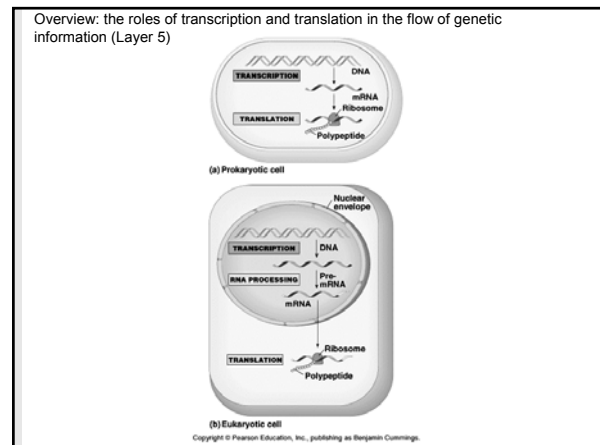 Overview: the roles of transcription and translation in the flow of genetic
information (Layer 5)
TRANSCRIPTION
DNA
mRNA
Ribosome
TRANSLATION
Polypeptide
(a) Prokaryotic cell
Nuclear
envelope
TRANSCRIPTION
DNA
RNA PROCESSING
Pre-
mRNA
mRNA
Ribosome
TRANSLATION
Polypeptide
(b) Eukaryotic cell
Copyright © Pearson Education, Inc., publishing as Benjamin Cummings.